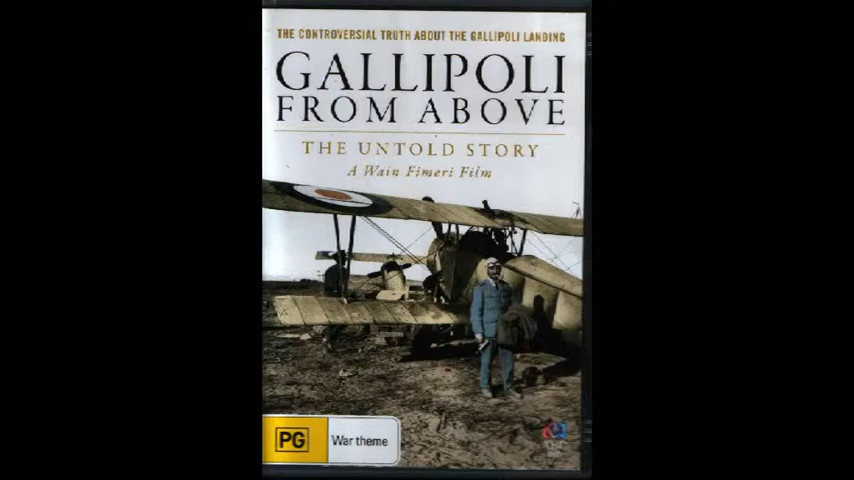 THE CONTROVERSIAL TRUTH ABOUT THE GALLIPOLI LANDING
GALLIPOLI
FROM ABOVE
THE UNTOLD STORY
A Wain Fimeri Film
PG
War theme